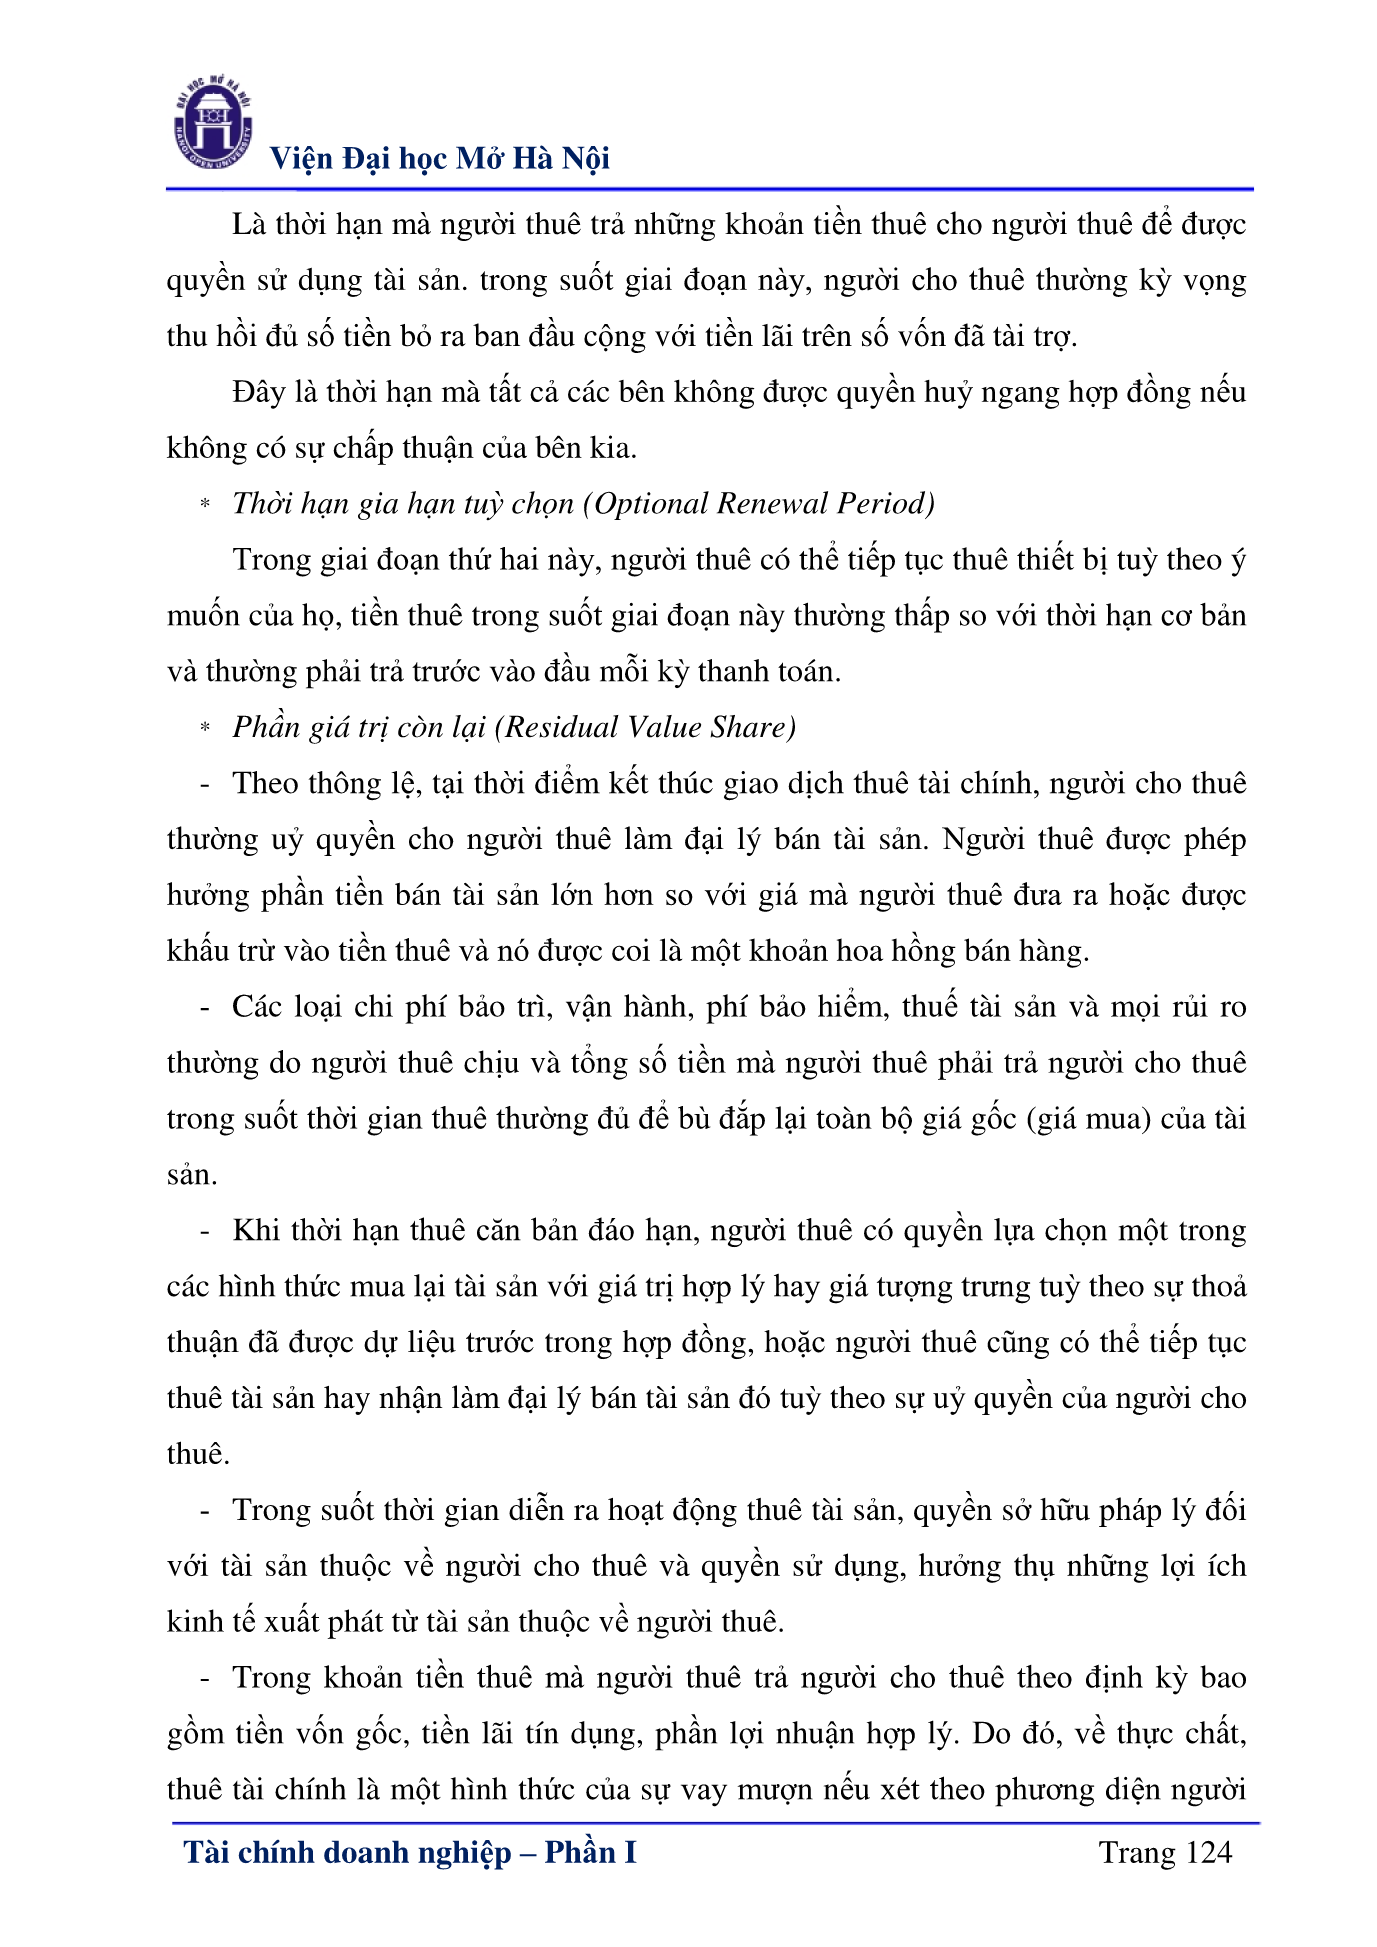 ĐẠI HỌC MỞ HÀ NỘI
HANOI OPEN UNIVERSITY
Viện Đại học Mở Hà Nội
Là thời hạn mà người thuê trả những khoản tiền thuê cho người thuê để được
quyền sử dụng tài sản. trong suốt giai đoạn này, người cho thuê thường kỳ vọng
thu hồi đủ số tiền bỏ ra ban đầu cộng với tiền lãi trên số vốn đã tài trợ.
Đây là thời hạn mà tất cả các bên không được quyền huỷ ngang hợp đồng nếu
không có sự chấp thuận của bên kia.
* Thời hạn gia hạn tuỳ chọn (Optional Renewal Period)
Trong giai đoạn thứ hai này, người thuê có thể tiếp tục thuê thiết bị tuỳ theo ý
muốn của họ, tiền thuê trong suốt giai đoạn này thường thấp so với thời hạn cơ bản
và thường phải trả trước vào đầu mỗi kỳ thanh toán.
* Phần giá trị còn lại (Residual Value Share)
- Theo thông lệ, tại thời điểm kết thúc giao dịch thuê tài chính, người cho thuê
thường uỷ quyền cho người thuê làm đại lý bán tài sản. Người thuê được phép
hưởng phần tiền bán tài sản lớn hơn so với giá mà người thuê đưa ra hoặc được
khấu trừ vào tiền thuê và nó được coi là một khoản hoa hồng bán hàng.
- Các loại chi phí bảo trì, vận hành, phí bảo hiểm, thuế tài sản và mọi rủi ro
thường do người thuê chịu và tổng số tiền mà người thuê phải trả người cho thuê
trong suốt thời gian thuê thường đủ để bù đắp lại toàn bộ giá gốc (giá mua) của tài
sản.
- Khi thời hạn thuê căn bản đáo hạn, người thuê có quyền lựa chọn một trong
các hình thức mua lại tài sản với giá trị hợp lý hay giá tượng trưng tuỳ theo sự thoả
thuận đã được dự liệu trước trong hợp đồng, hoặc người thuê cũng có thể tiếp tục
thuê tài sản hay nhận làm đại lý bán tài sản đó tuỳ theo sự uỷ quyền của người cho
thuê.
- Trong suốt thời gian diễn ra hoạt động thuê tài sản, quyền sở hữu pháp lý đối
với tài sản thuộc về người cho thuê và quyền sử dụng, hưởng thụ những lợi ích
kinh tế xuất phát từ tài sản thuộc về người thuê.
- Trong khoản tiền thuê mà người thuê trả người cho thuê theo định kỳ bao
gồm tiền vốn gốc, tiền lãi tín dụng, phần lợi nhuận hợp lý. Do đó, về thực chất,
thuê tài chính là một hình thức của sự vay mượn nếu xét theo phương diện người
Tài chính doanh nghiệp – Phần I Trang 124